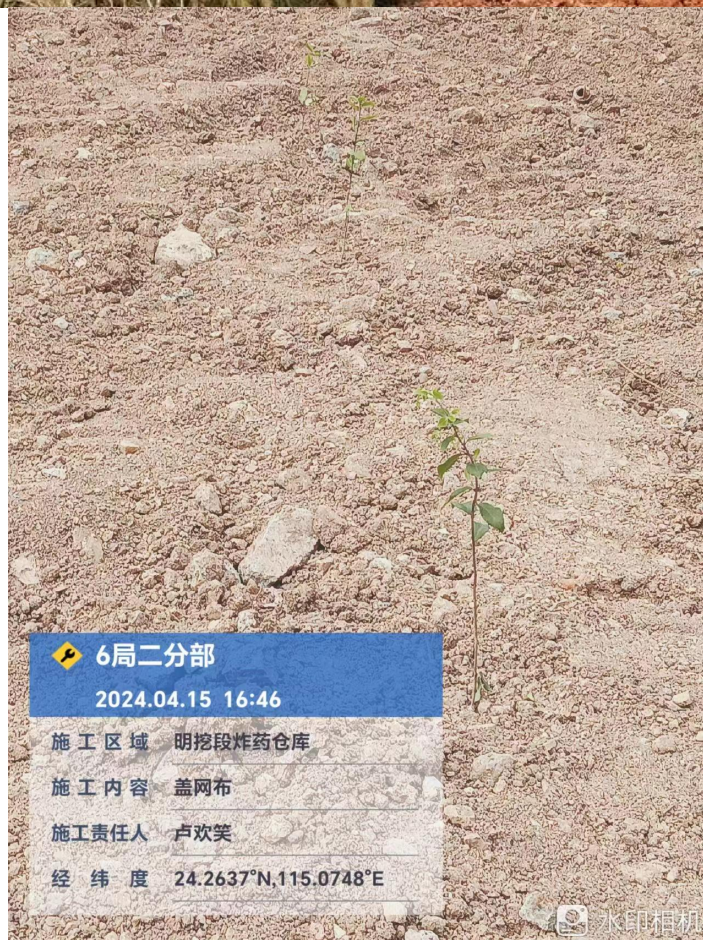 6局二分部
2024.04.15 16:46
施工区域 明挖段炸药仓库
施工内容 盖网布
施工责任人 卢欢笑
经纬度 24.2637°N,115.0748°E
水印相机